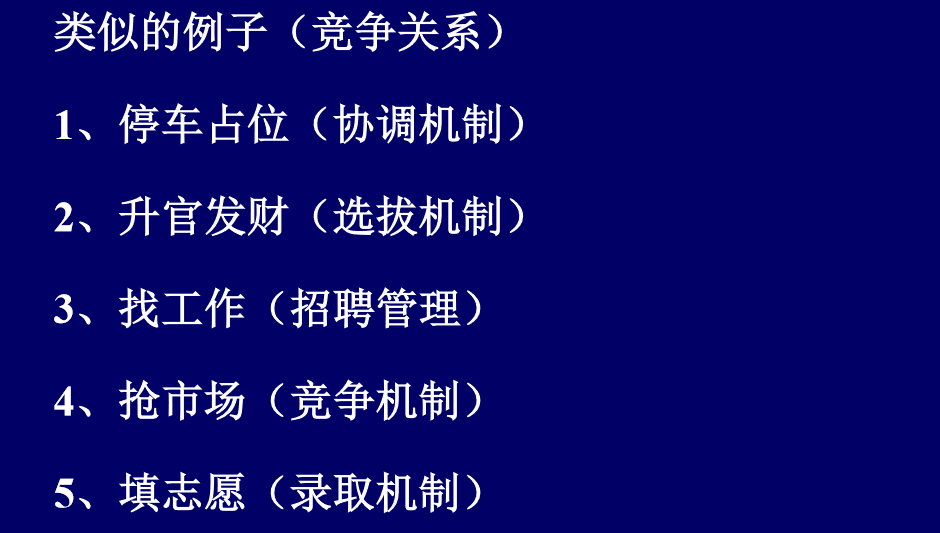 类似的例子（竞争关系）
1、停车占位（协调机制）
2、升官发财（选拔机制）
3、找工作（招聘管理）
4、抢市场（竞争机制）
5、填志愿（录取机制）